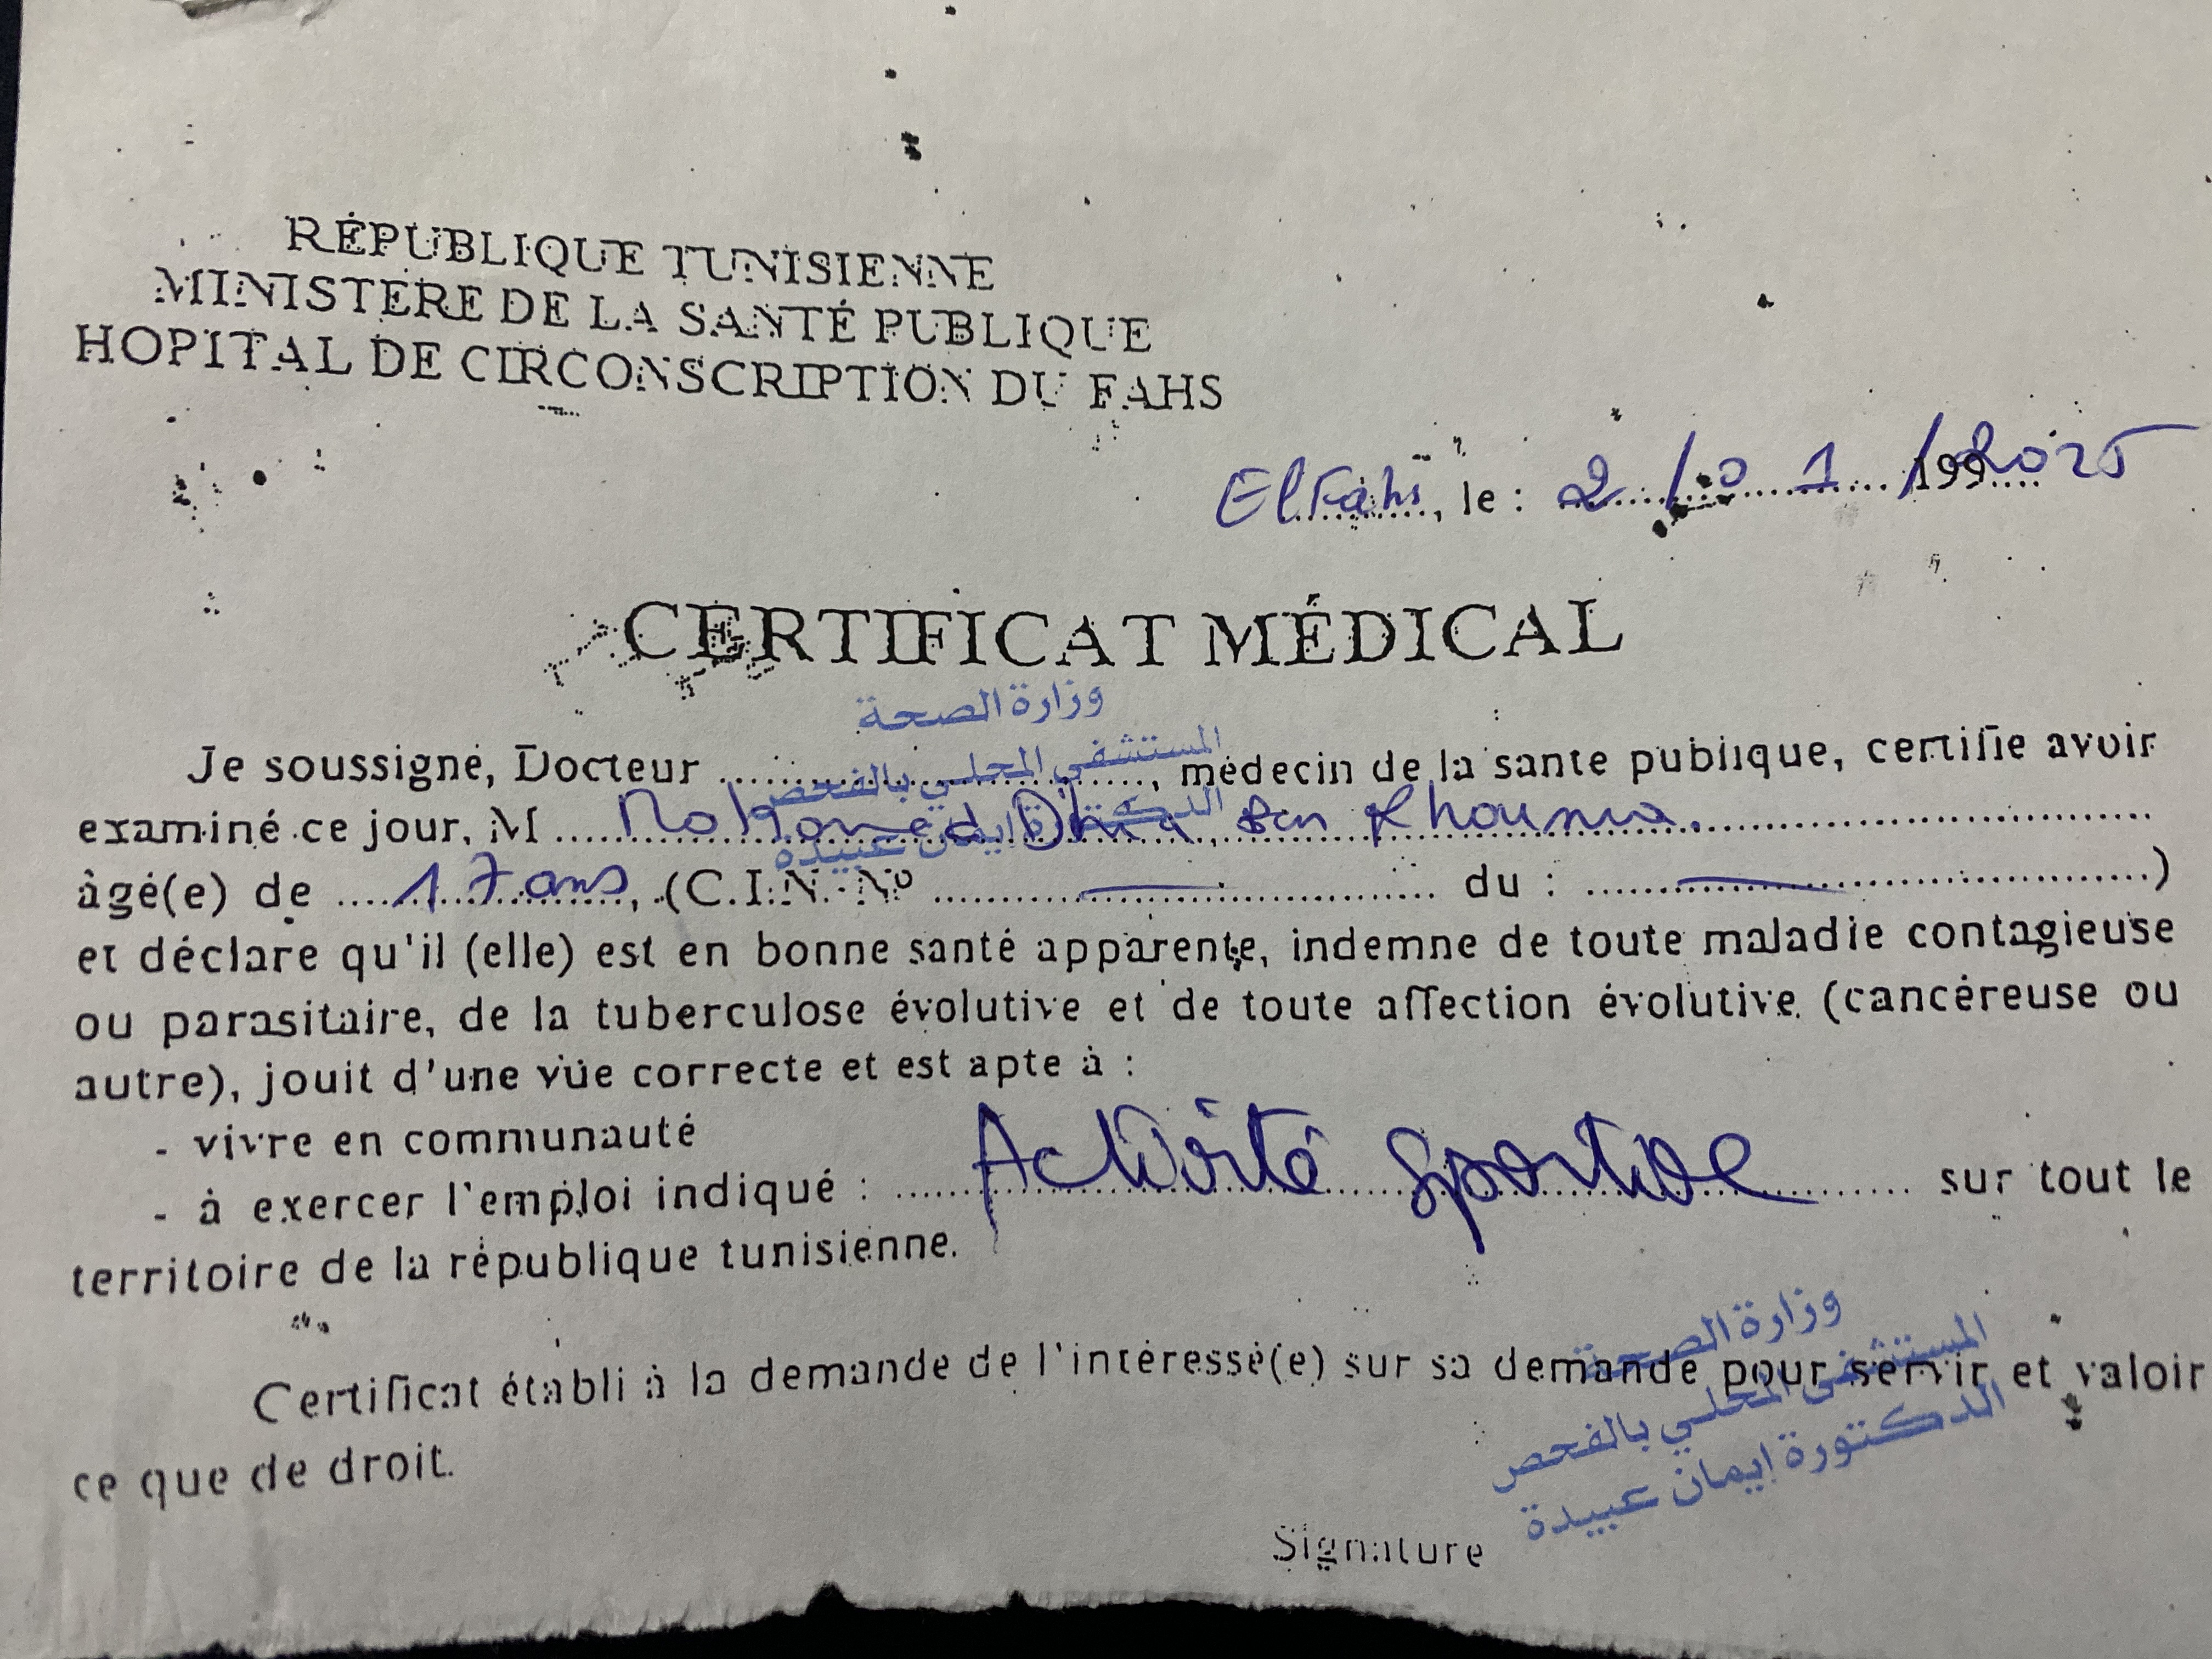 RÉPUBLIQUE TUNISIENNE
MINISTERE DE LA SANTÉ PUBLIQUE
HOPITAL DE CIRCONSCRIPTION DU FAHS
El Fahs, le : 2/01/199 2025
CERTIFICAT MÉDICAL
وزارة الصحة
المستشفى المحلي بالفحص
الدكتورة إيمان عبيدة
Je soussigné, Docteur ........................, médecin de la santé publique, certifie avoir
examiné ce jour, M ... Mohamed Dhia Ben Khouma.
âgé(e) de ....17 ans, (C.I.N. N° ........................ du : ........................)
et déclare qu'il (elle) est en bonne santé apparente, indemne de toute maladie contagieuse
ou parasitaire, de la tuberculose évolutive et de toute affection évolutive (cancéreuse ou
autre), jouit d'une vue correcte et est apte à :
- vivre en communauté
- à exercer l'emploi indiqué : Activité Sportive sur tout le
territoire de la république tunisienne.
Certificat établi à la demande de l'intéressé(e) sur sa demande pour servir et valoir
ce que de droit.
وزارة الصحة
المستشفى المحلي بالفحص
الدكتورة إيمان عبيدة
Signature